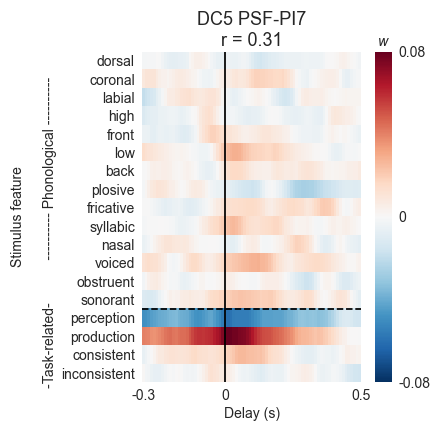 DC5 PSF-PI7
r = 0.31
w
Stimulus feature
---------- Phonological ----------
-Task-related-
dorsal
coronal
labial
high
front
low
back
plosive
fricative
syllabic
nasal
voiced
obstruent
sonorant
perception
production
consistent
inconsistent
-0.3
0
0.5
Delay (s)
0.08
0
-0.08